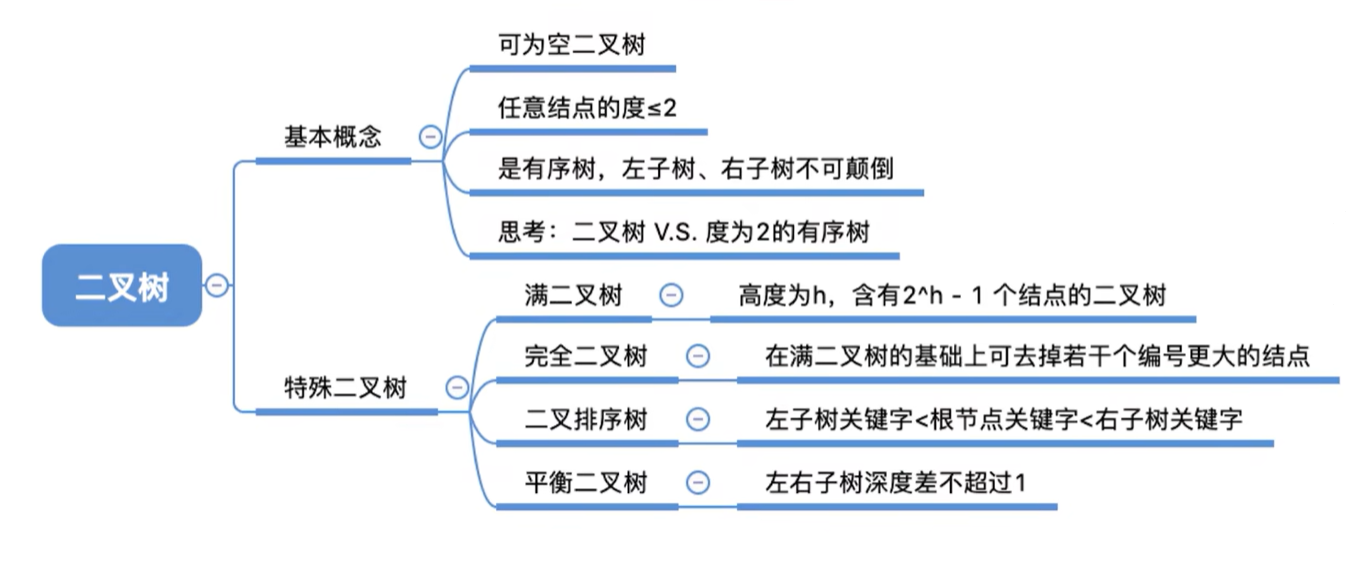 二叉树
基本概念
可为空二叉树
任意结点的度≤2
是有序树，左子树、右子树不可颠倒
思考：二叉树 V.S. 度为2的有序树
特殊二叉树
满二叉树
高度为h，含有2^h - 1 个结点的二叉树
完全二叉树
在满二叉树的基础上可去掉若干个编号更大的结点
二叉排序树
左子树关键字<根节点关键字<右子树关键字
平衡二叉树
左右子树深度差不超过1